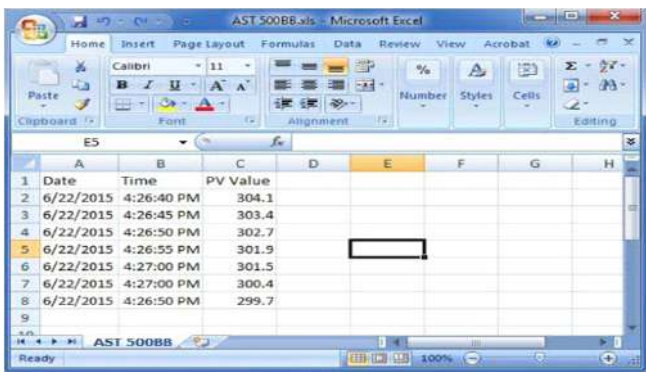 AST 500BB.xls - Microsoft Excel
Home Insert Page Layout Formulas Data Review View Acrobat
Paste
Calibri 11
B I U A A
Number
Styles
Cells
Clipboard Font Alignment Editing
E5 fx
A B C D E F G H
1 Date Time PV Value
2 6/22/2015 4:26:40 PM 304.1
3 6/22/2015 4:26:45 PM 303.4
4 6/22/2015 4:26:50 PM 302.7
5 6/22/2015 4:26:55 PM 301.9
6 6/22/2015 4:27:00 PM 301.5
7 6/22/2015 4:27:00 PM 300.4
8 6/22/2015 4:26:50 PM 299.7
9
AST 500BB
Ready 100%